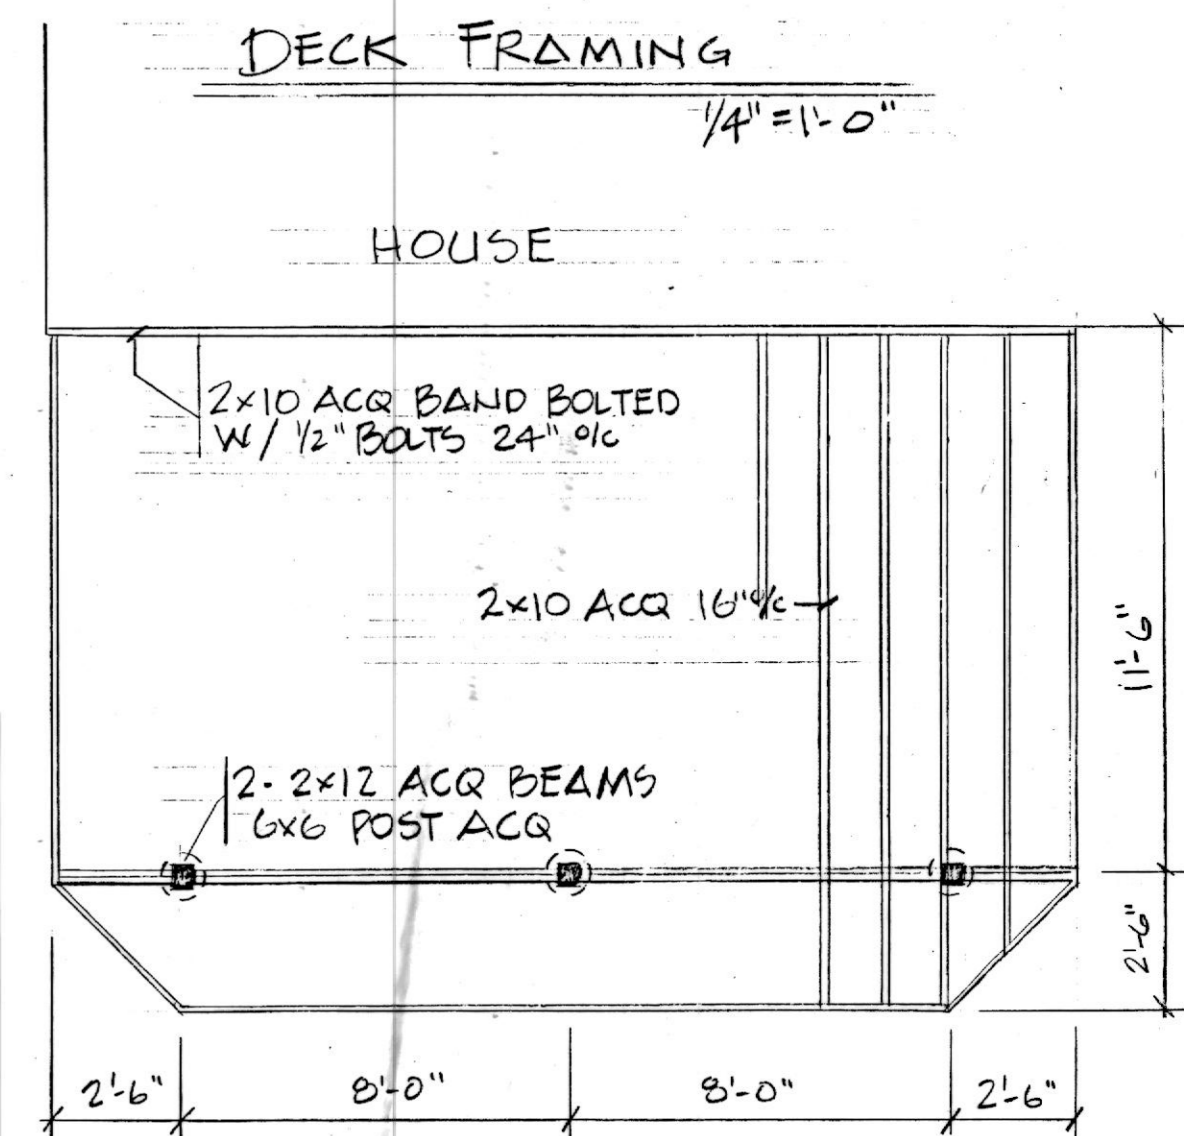 DECK FRAMING
1/4" = 1'-0"
HOUSE
2x10 ACQ BAND BOLTED
W/ 1/2" BOLTS 24" o/c
2x10 ACQ 16" o/c
11'-6"
2- 2x12 ACQ BEAMS
6x6 POST ACQ
2'-6"
2'-6" 8'-0" 8'-0" 2'-6"